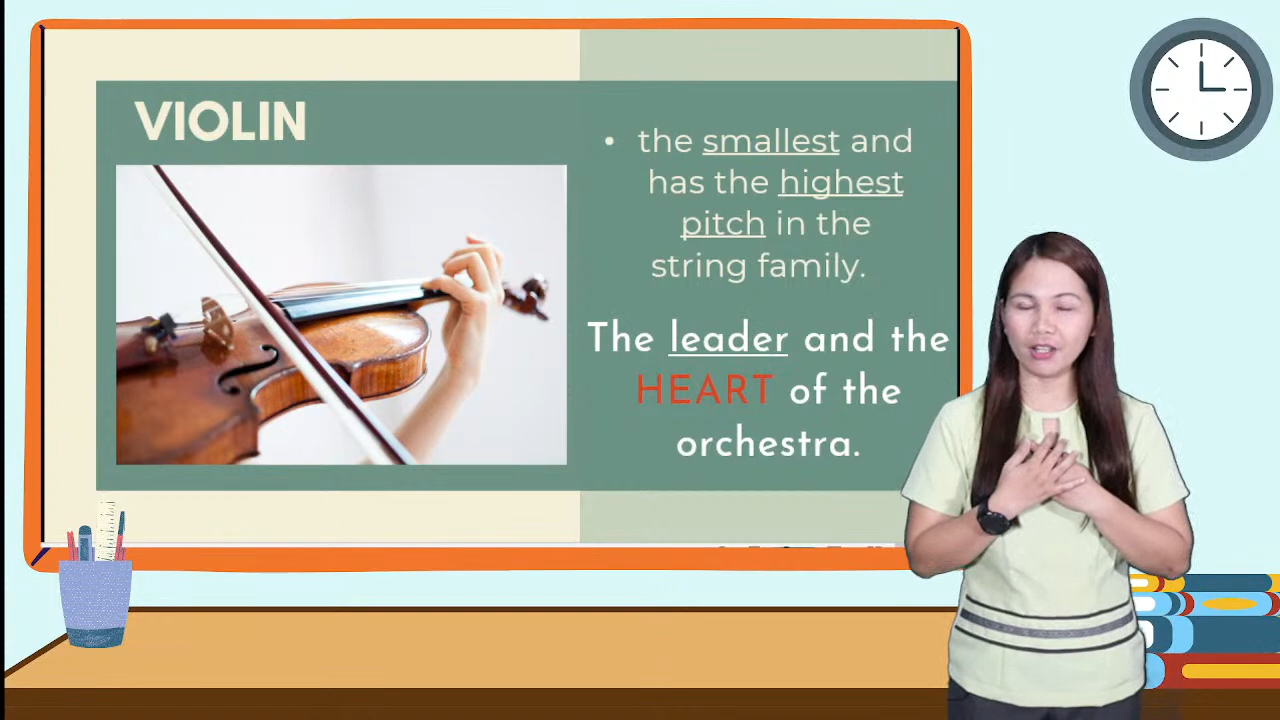 VIOLIN
• the smallest and
has the highest
pitch in the
string family.
The leader and the
HEART of the
orchestra.